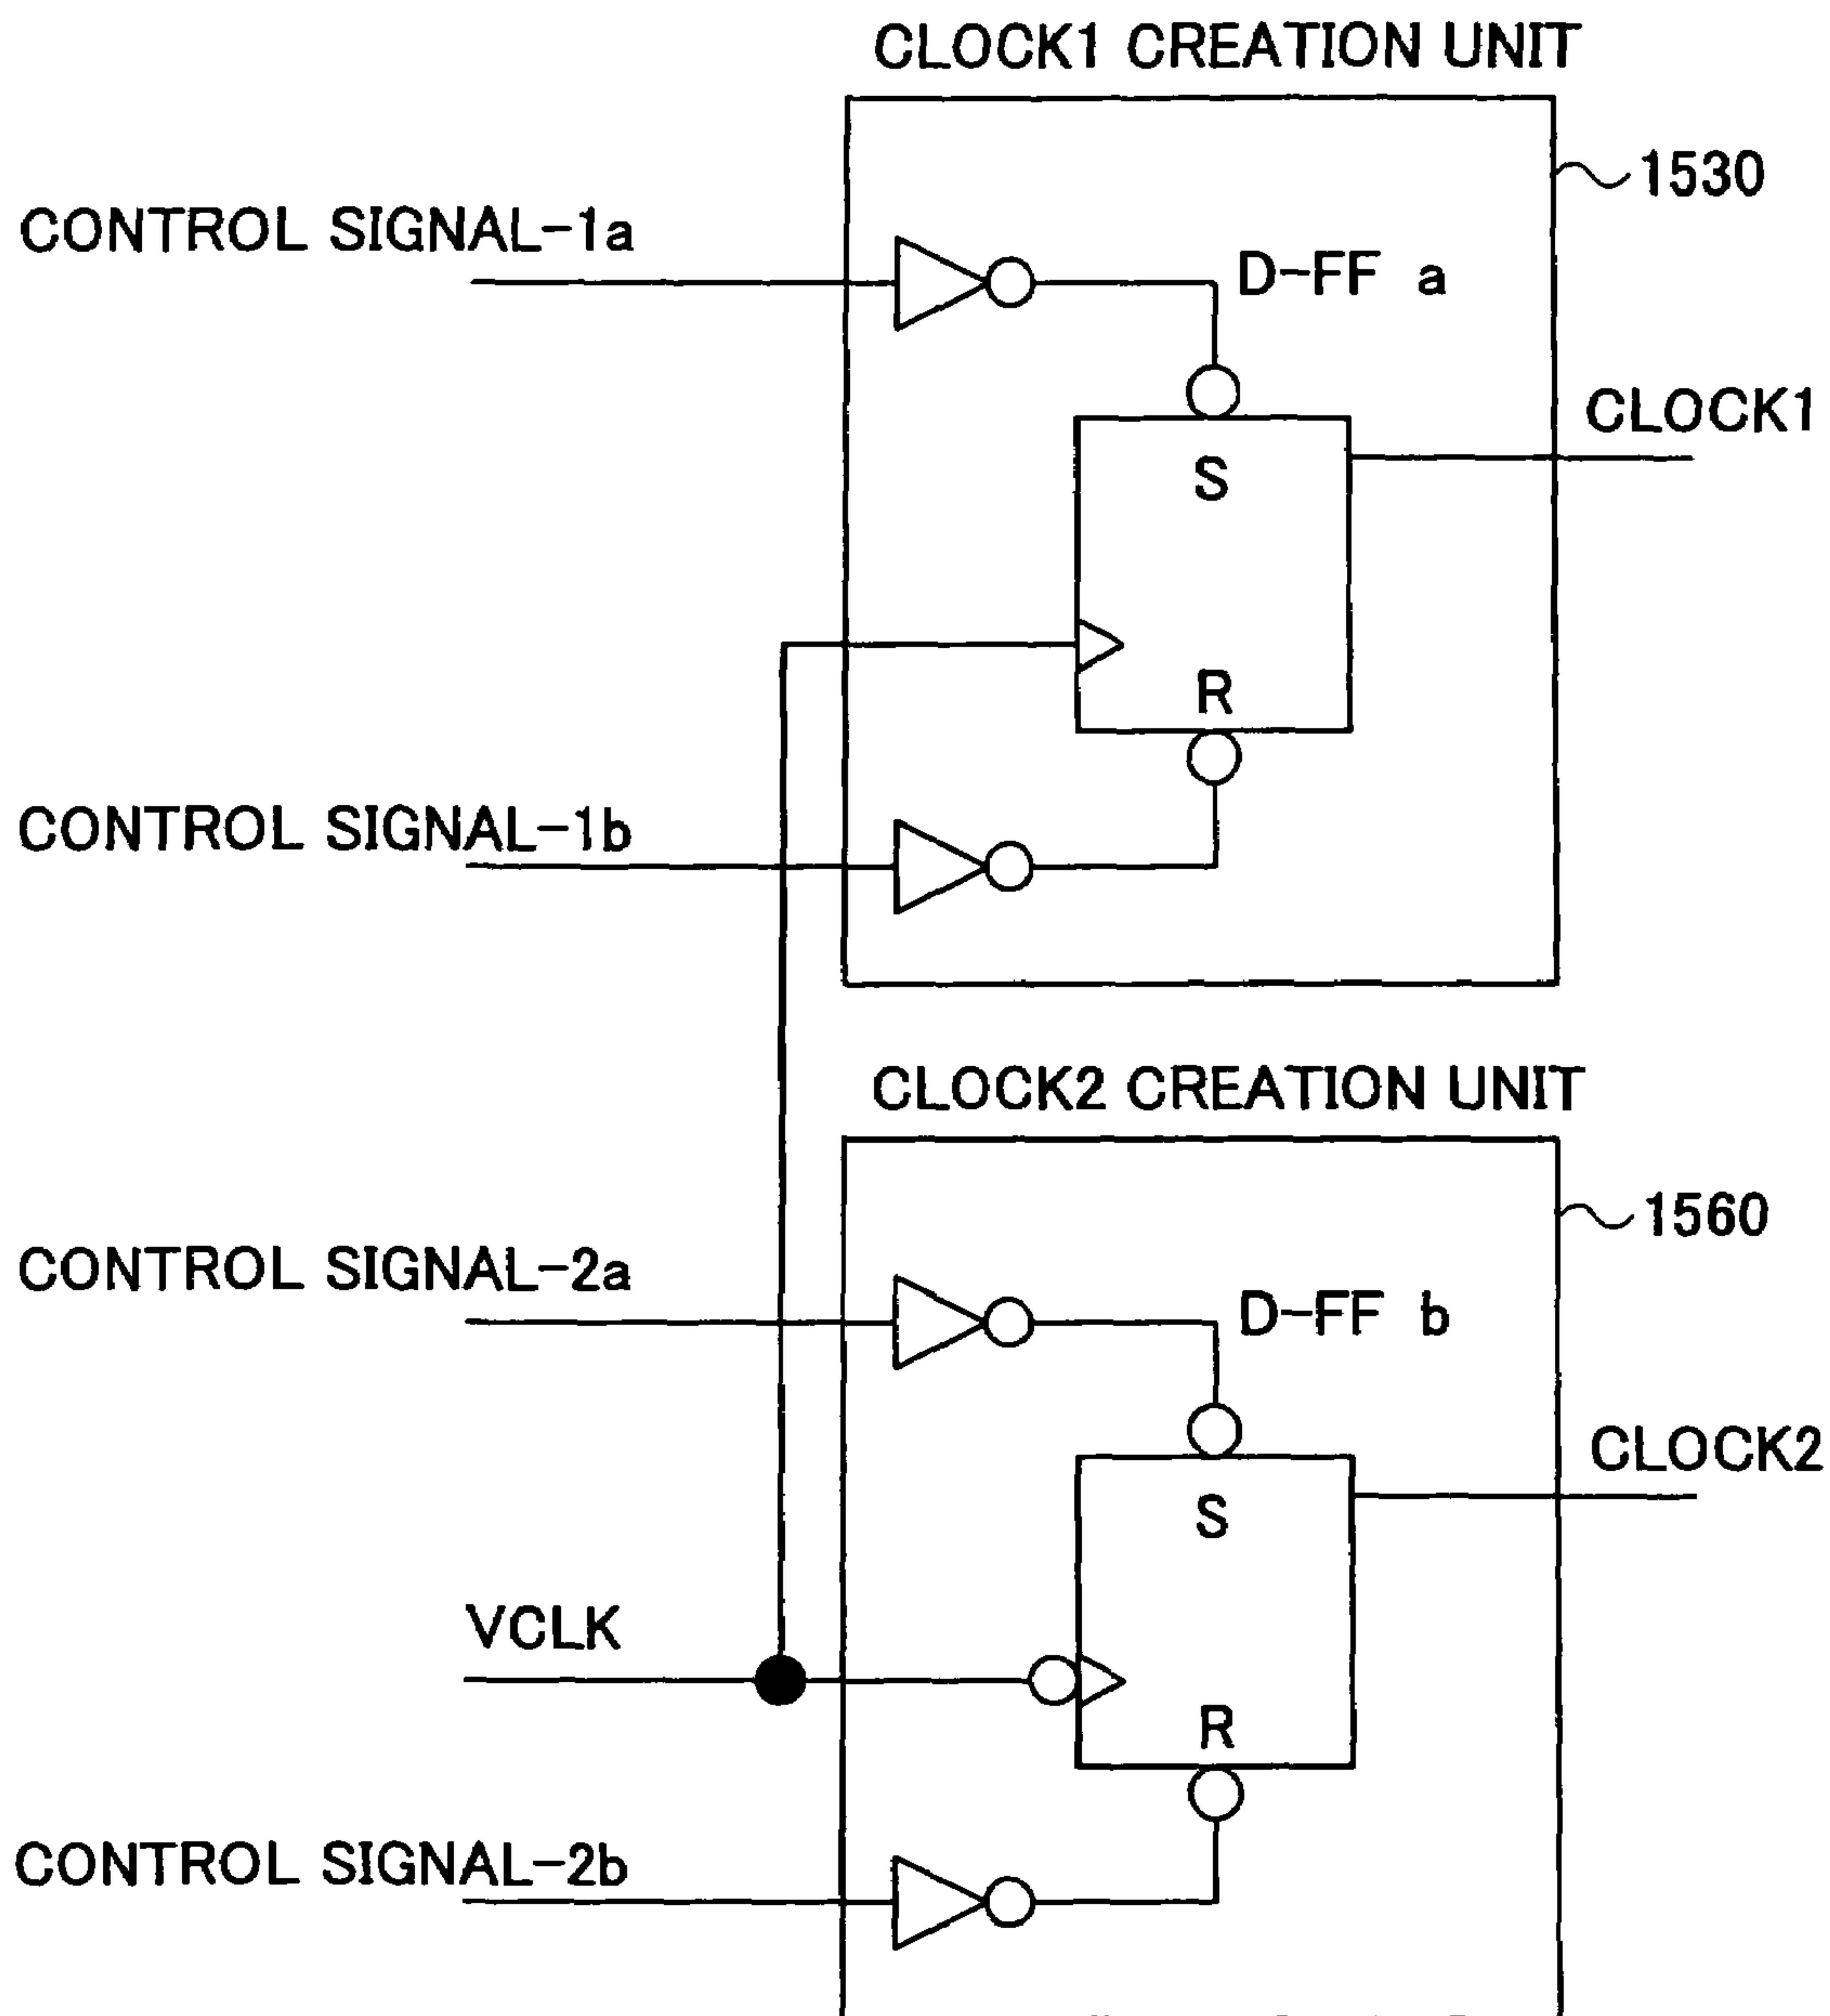 CLOCK1 CREATION UNIT
1530
CONTROL SIGNAL-1a
D-FF a
CLOCK1
S
R
CONTROL SIGNAL-1b
CLOCK2 CREATION UNIT
1560
CONTROL SIGNAL-2a
D-FF b
CLOCK2
S
VCLK
R
CONTROL SIGNAL-2b